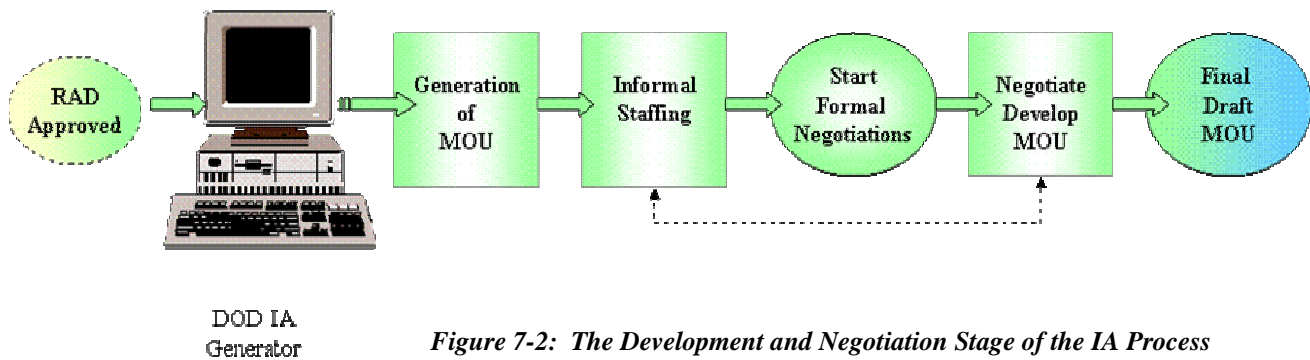 RAD
Approved
Generation
of
MOU
Informal
Staffing
Start
Formal
Negotiations
Negotiate
Develop
MOU
Final
Draft
MOU
DOD IA
Generator
Figure 7-2: The Development and Negotiation Stage of the IA Process